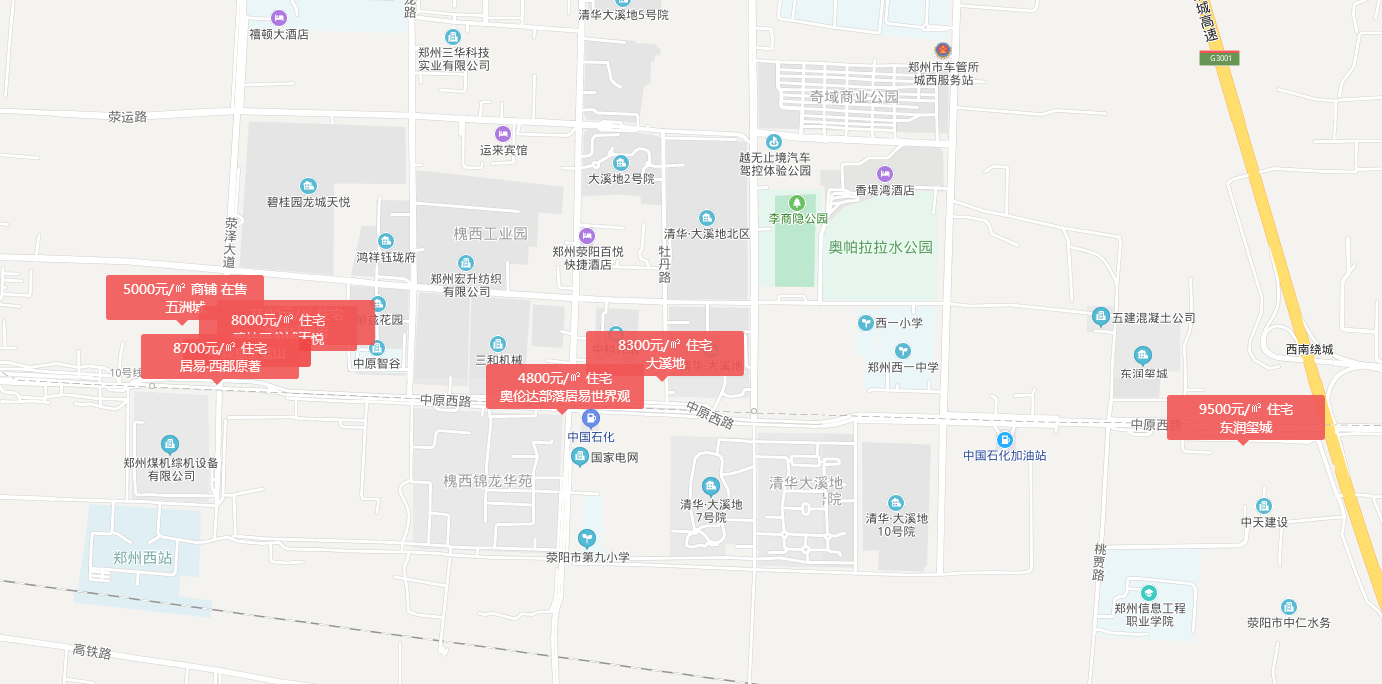 龙路
清华大溪地5号院
城高速
禧顿大酒店
郑州三华科技
实业有限公司
G3001
郑州市车管所
城西服务站
奇域商业公园
荥运路
运来宾馆
越无止境汽车
驾控体验公园
大溪地2号院
香堤湾酒店
碧桂园龙城天悦
李商隐公园
荥泽大道
槐西工业园
清华·大溪地北区
奥帕拉拉水公园
鸿祥钰珑府
郑州荥阳百悦
快捷酒店
牡丹路
郑州宏升纺织
有限公司
5000元/㎡ 商铺 在售
五洲城
8000元/㎡ 住宅
花园
西一小学
五建混凝土公司
8700元/㎡ 住宅
居易·西郡原著
中原智谷
三和机械
8300元/㎡ 住宅
大溪地
郑州西一中学
西南绕城
东润玺城
10号线
4800元/㎡ 住宅
奥伦达部落居易世界观
中原西路
中原西路
中原西路
9500元/㎡ 住宅
东润玺城
中国石化
国家电网
中国石化加油站
郑州煤机综机设备
有限公司
槐西锦龙华苑
清华·大溪地
7号院
清华大溪地
号院
清华·大溪地
10号院
中天建设
郑州西站
荥阳市第九小学
桃贾路
郑州信息工程
职业学院
荥阳市中仁水务
高铁路